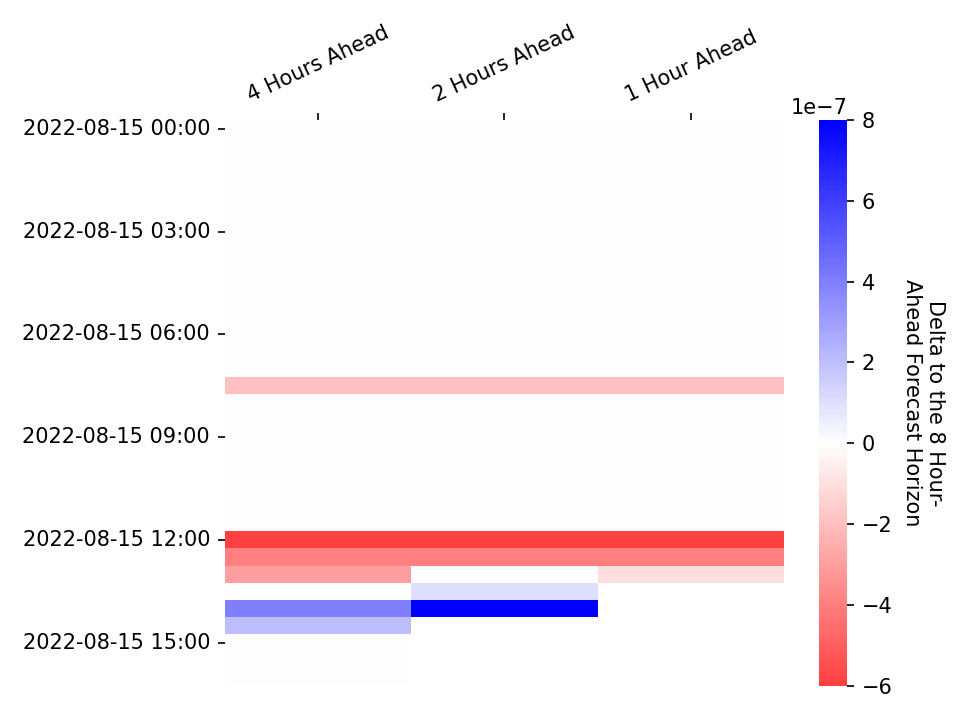 4 Hours Ahead
2 Hours Ahead
1 Hour Ahead
1e−7
2022-08-15 00:00
2022-08-15 03:00
2022-08-15 06:00
2022-08-15 09:00
2022-08-15 12:00
2022-08-15 15:00
8
6
4
2
0
−2
−4
−6
Delta to the 8 Hour-
Ahead Forecast Horizon